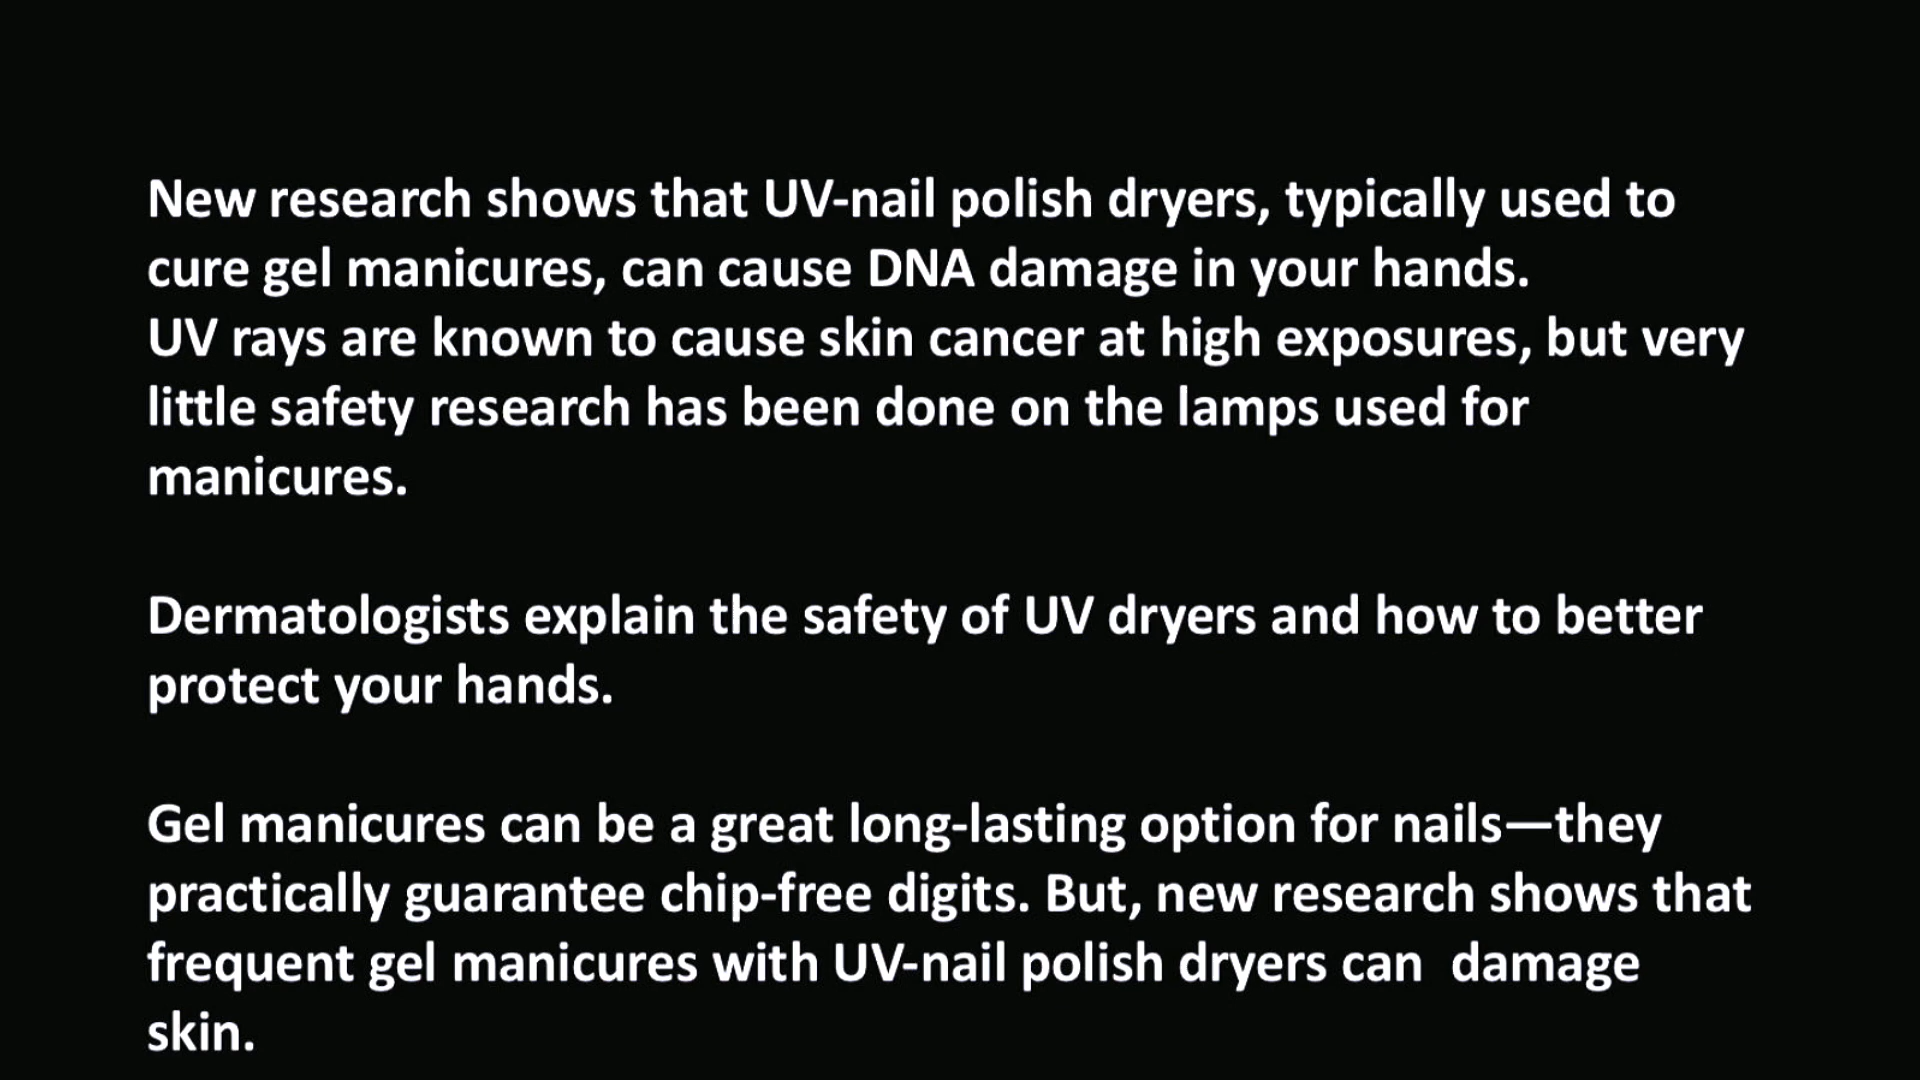 New research shows that UV-nail polish dryers, typically used to
cure gel manicures, can cause DNA damage in your hands.
UV rays are known to cause skin cancer at high exposures, but very
little safety research has been done on the lamps used for
manicures.
Dermatologists explain the safety of UV dryers and how to better
protect your hands.
Gel manicures can be a great long-lasting option for nails—they
practically guarantee chip-free digits. But, new research shows that
frequent gel manicures with UV-nail polish dryers can  damage
skin.